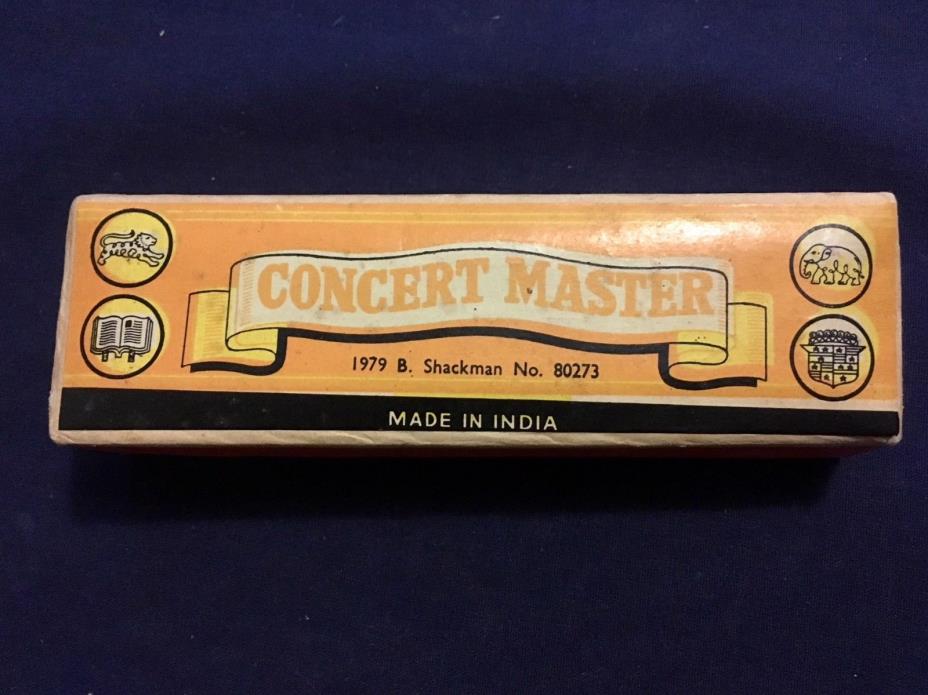 CONCERT MASTER
1979 B. Shackman No. 80273
MADE IN INDIA